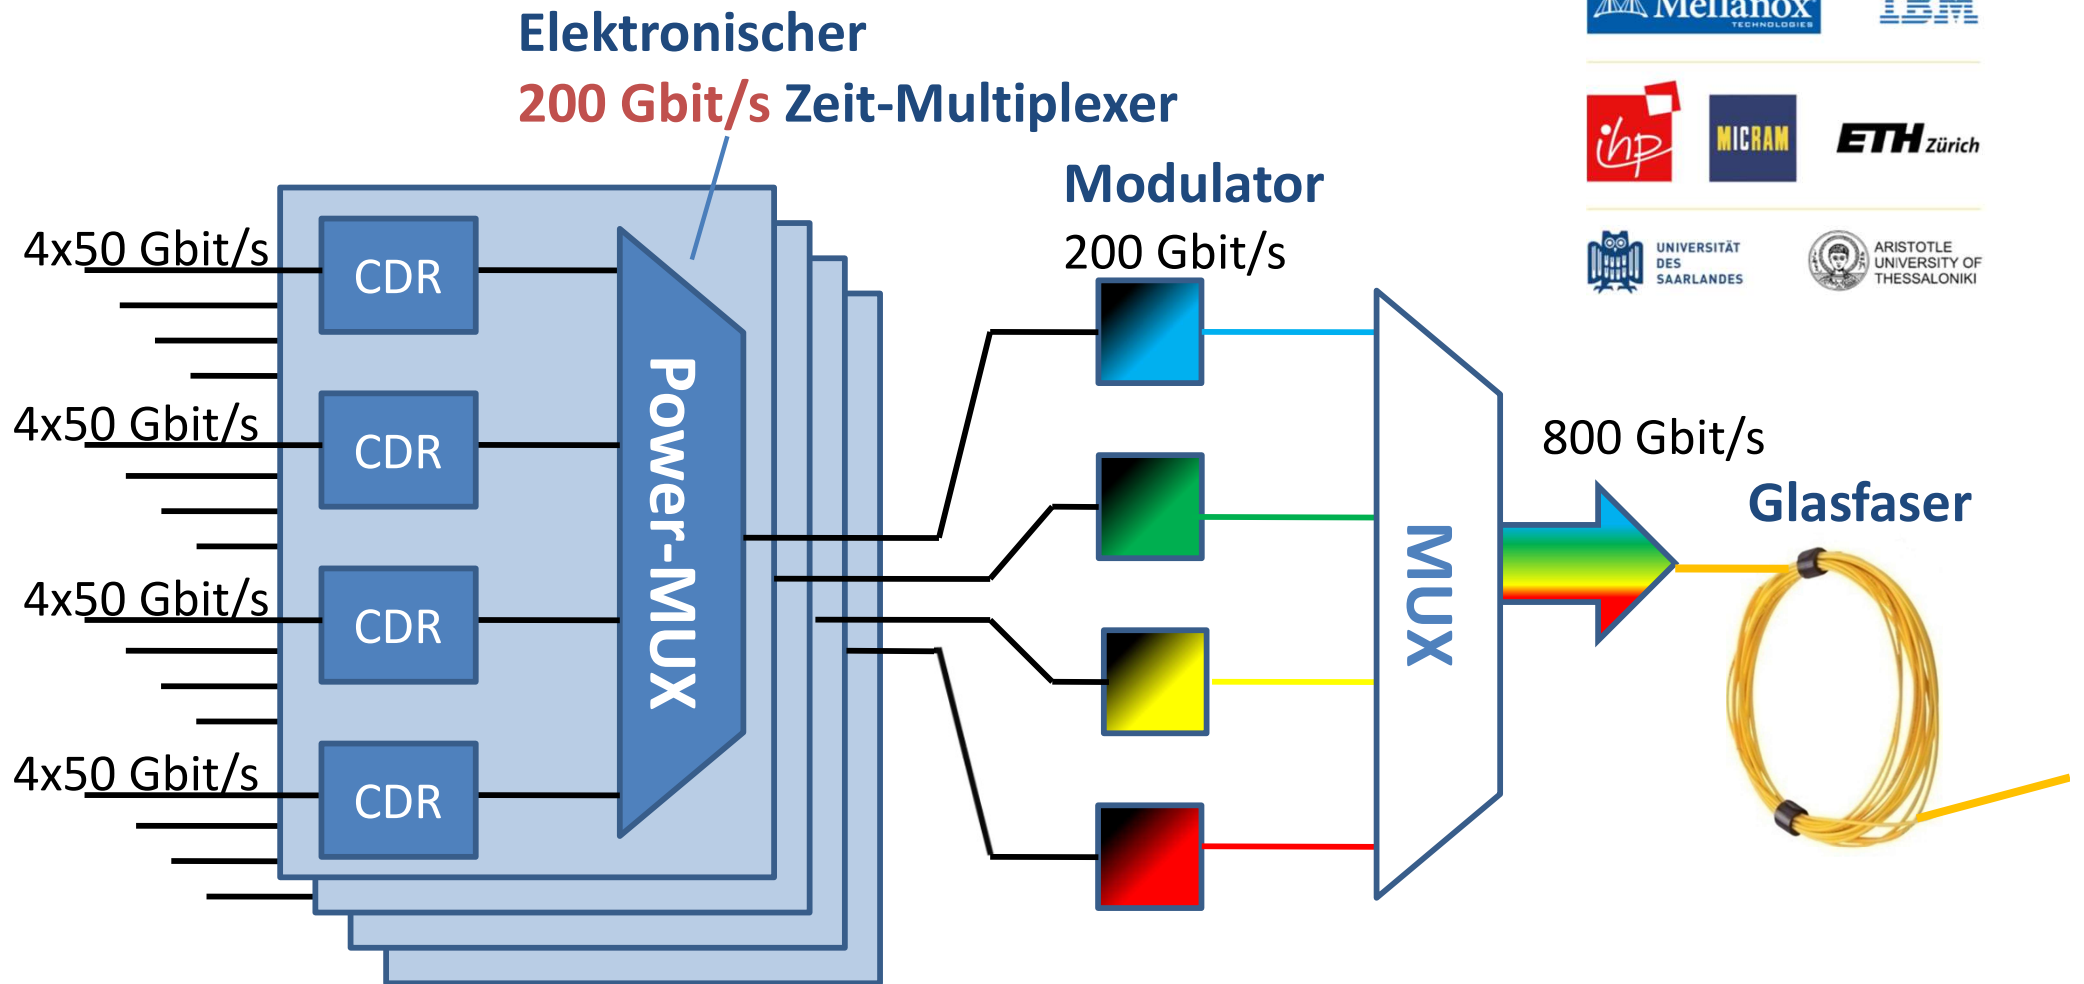 Elektronischer
200 Gbit/s Zeit-Multiplexer
Mellanox
TECHNOLOGIES
IBM
ihp
MICRAM
ETH Zürich
UNIVERSITÄT
DES
SAARLANDES
ARISTOTLE
UNIVERSITY OF
THESSALONIKI
4x50 Gbit/s
4x50 Gbit/s
4x50 Gbit/s
4x50 Gbit/s
CDR
CDR
CDR
CDR
Power-MUX
Modulator
200 Gbit/s
MUX
800 Gbit/s
Glasfaser